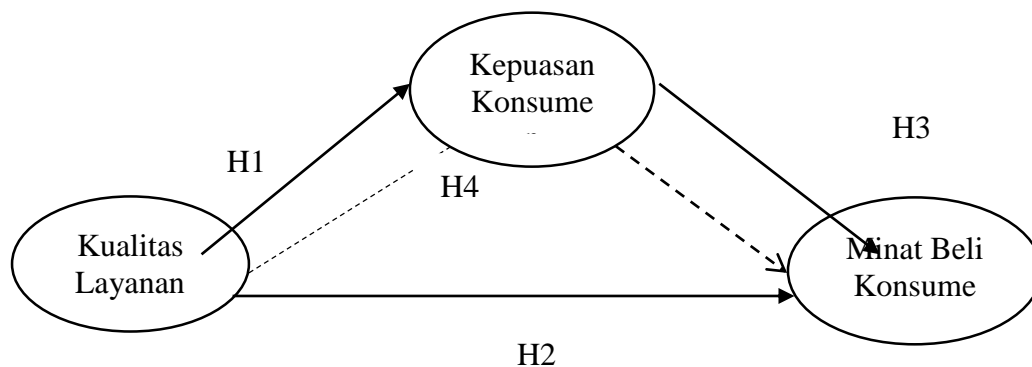 Kepuasan
Konsume
H3
H1
H4
Kualitas
Layanan
Minat Beli
Konsume
H2